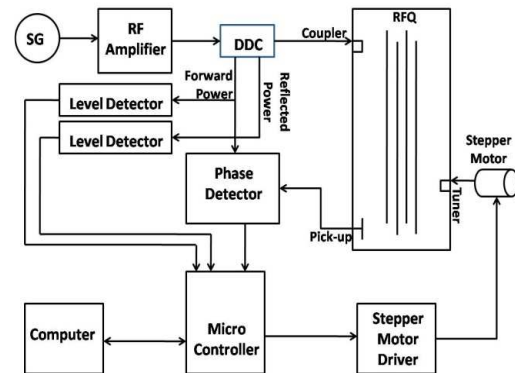 SG
RF
Amplifier
DDC
Coupler
RFQ
Forward
Power
Reflected
Power
Level Detector
Level Detector
Stepper
Motor
Phase
Detector
Tuner
Pick-up
Computer
Micro
Controller
Stepper
Motor
Driver